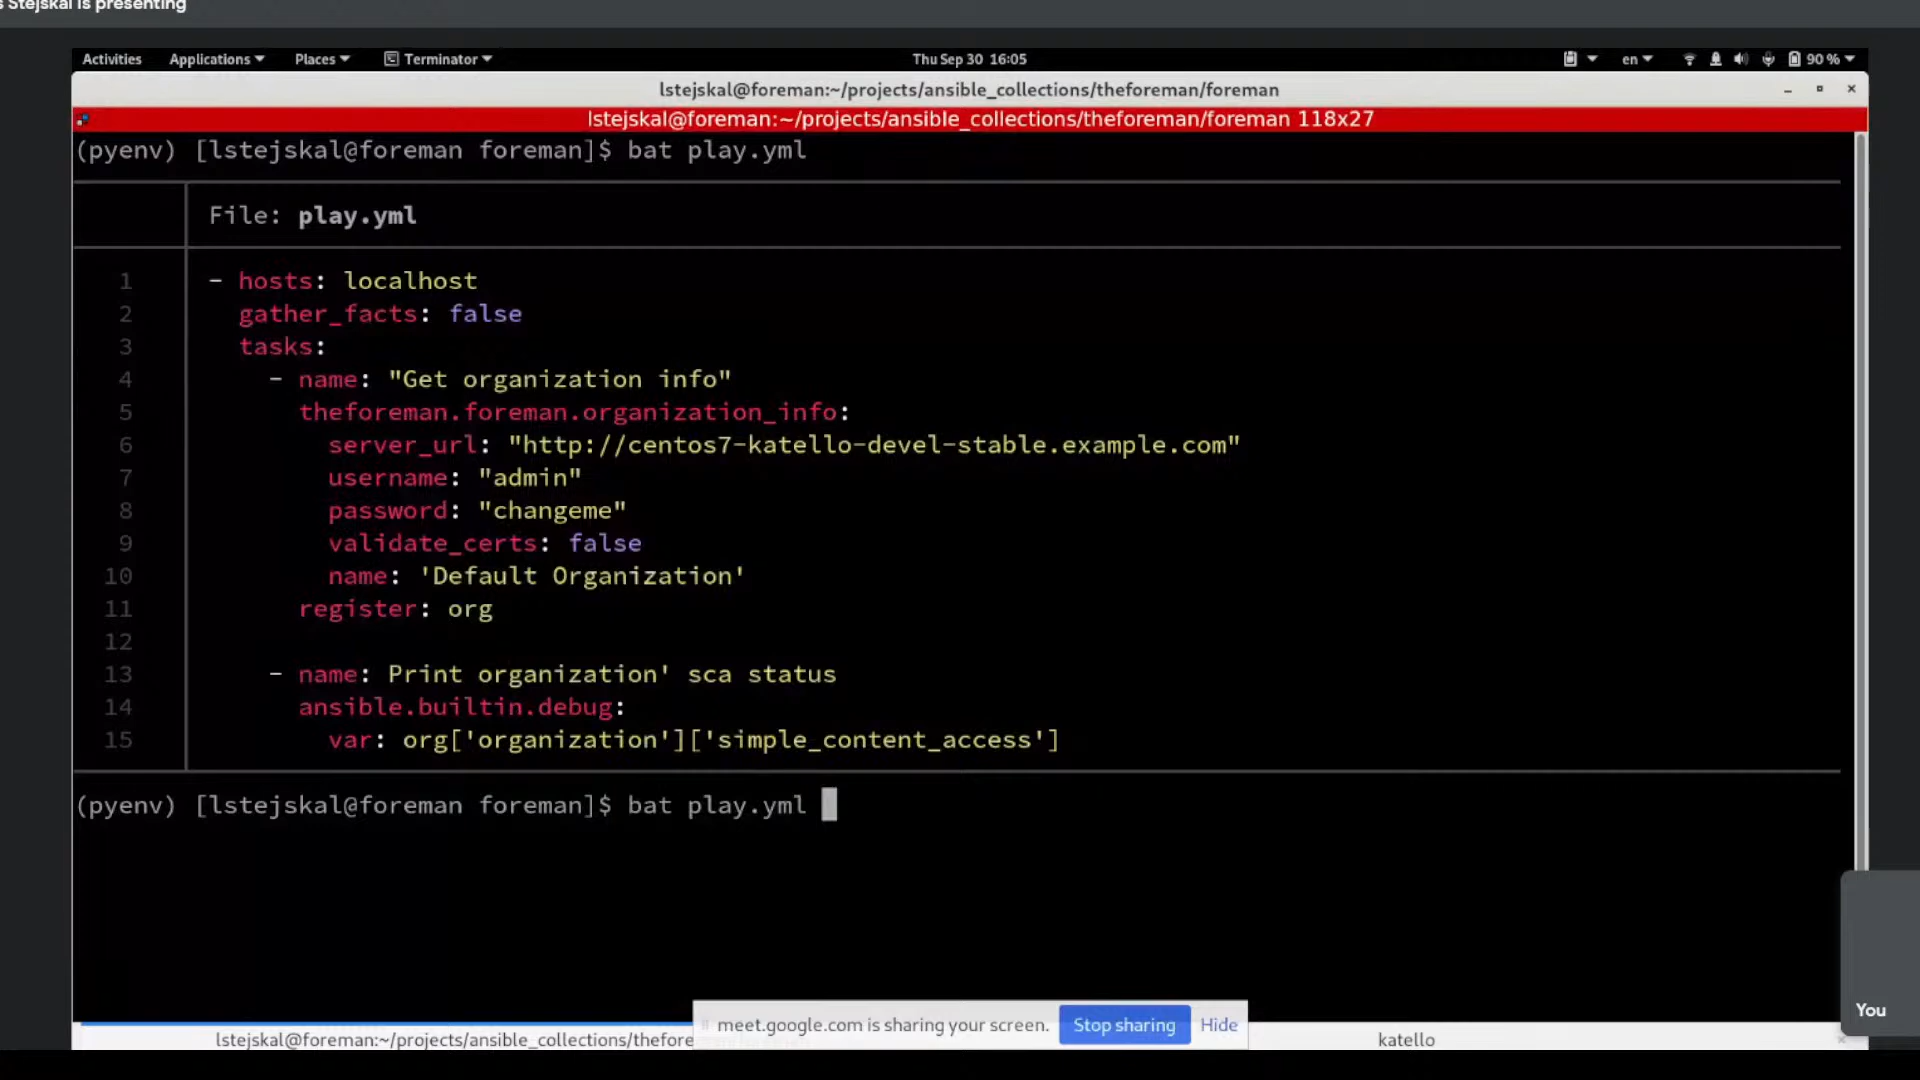 Stejskal is presenting
Activities Applications Places Terminator Thu Sep 30 16:05 en 90 %
lstejskal@foreman:~/projects/ansible_collections/theforeman/foreman
lstejskal@foreman:~/projects/ansible_collections/theforeman/foreman 118x27
(pyenv) [lstejskal@foreman foreman]$ bat play.yml
File: play.yml
1 - hosts: localhost
2 gather_facts: false
3 tasks:
4 - name: "Get organization info"
5 theforeman.foreman.organization_info:
6 server_url: "http://centos7-katello-devel-stable.example.com"
7 username: "admin"
8 password: "changeme"
9 validate_certs: false
10 name: 'Default Organization'
11 register: org
12
13 - name: Print organization' sca status
14 ansible.builtin.debug:
15 var: org['organization']['simple_content_access']
(pyenv) [lstejskal@foreman foreman]$ bat play.yml
You
meet.google.com is sharing your screen. Stop sharing Hide
lstejskal@foreman:~/projects/ansible_collections/thefore katello